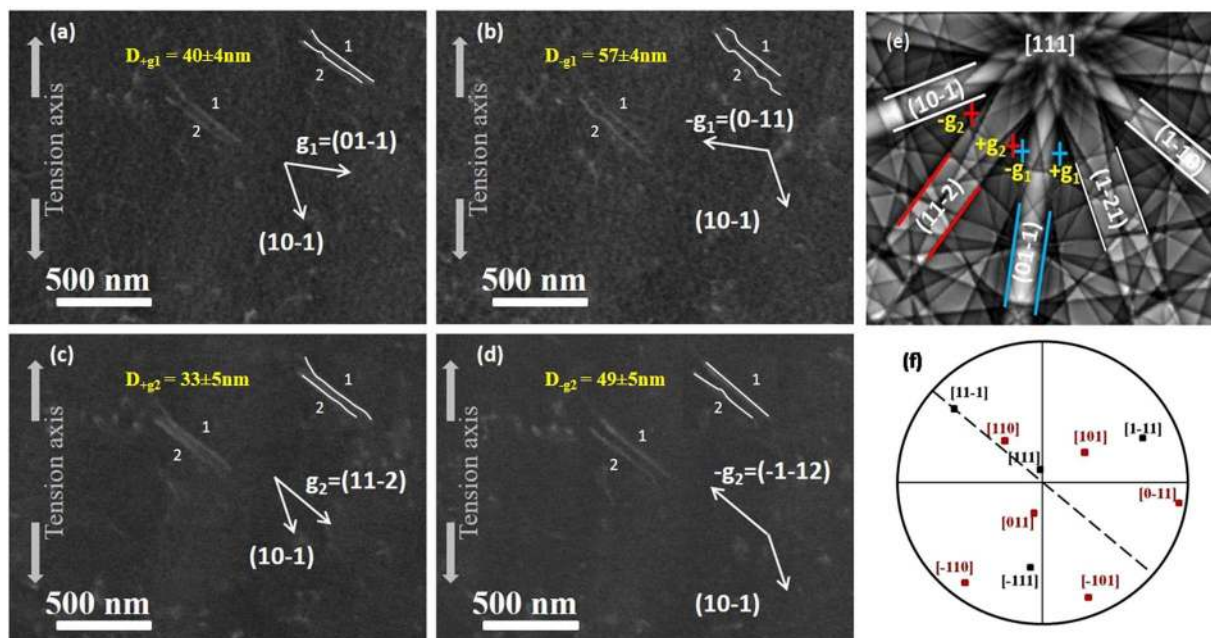 (a)
D+g1 = 40±4nm
1
2
1
2
g1=(01-1)
(10-1)
Tension axis
500 nm
(b)
D-g1 = 57±4nm
1
2
1
2
-g1=(0-11)
(10-1)
Tension axis
500 nm
(c)
D+g2 = 33±5nm
1
2
1
2
g2=(11-2)
(10-1)
Tension axis
500 nm
(d)
D-g2 = 49±5nm
1
2
1
2
-g2=(-1-12)
(10-1)
Tension axis
500 nm
(e)
[111]
(10-1)
-g2
+g2
-g1
+g1
(11-2)
(01-1)
(1-21)
(1-10)
(f)
[11-1]
[110]
[101]
[1-11]
[111]
[0-11]
[011]
[-110]
[-111]
[-101]